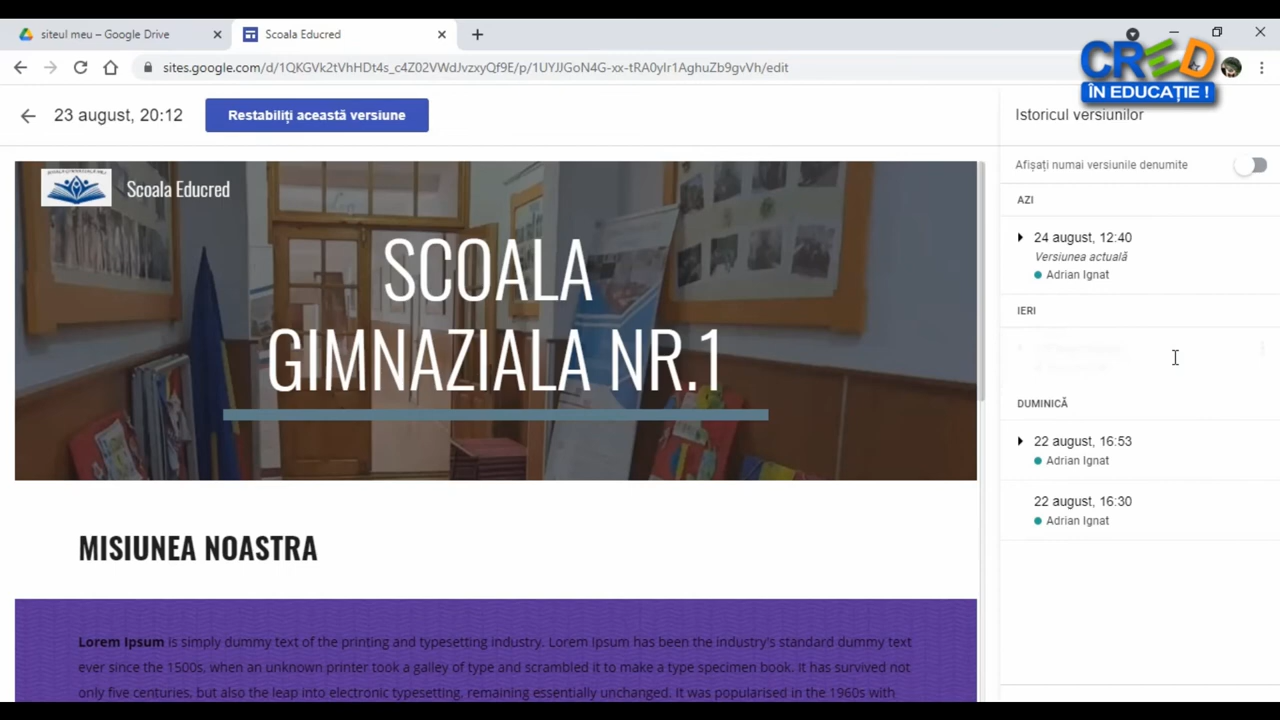 siteul meu – Google Drive
Scoala Educred
sites.google.com/d/1QKGVk2tVhHDt4s_c4Z02VWdJvzxyQf9E/p/1UYJJGoN4G-xx-tRA0yIr1AghuZb9gvVh/edit
CRED
ÎN EDUCAȚIE !
23 august, 20:12
Restabiliți această versiune
Istoricul versiunilor
Afișați numai versiunile denumite
AZI
24 august, 12:40
Versiunea actuală
Adrian Ignat
IERI
DUMINICĂ
22 august, 16:53
Adrian Ignat
22 august, 16:30
Adrian Ignat
Scoala Educred
SCOALA
GIMNAZIALA NR.1
MISIUNEA NOASTRA
Lorem Ipsum is simply dummy text of the printing and typesetting industry. Lorem Ipsum has been the industry's standard dummy text
ever since the 1500s, when an unknown printer took a galley of type and scrambled it to make a type specimen book. It has survived not
only five centuries, but also the leap into electronic typesetting, remaining essentially unchanged. It was popularised in the 1960s with